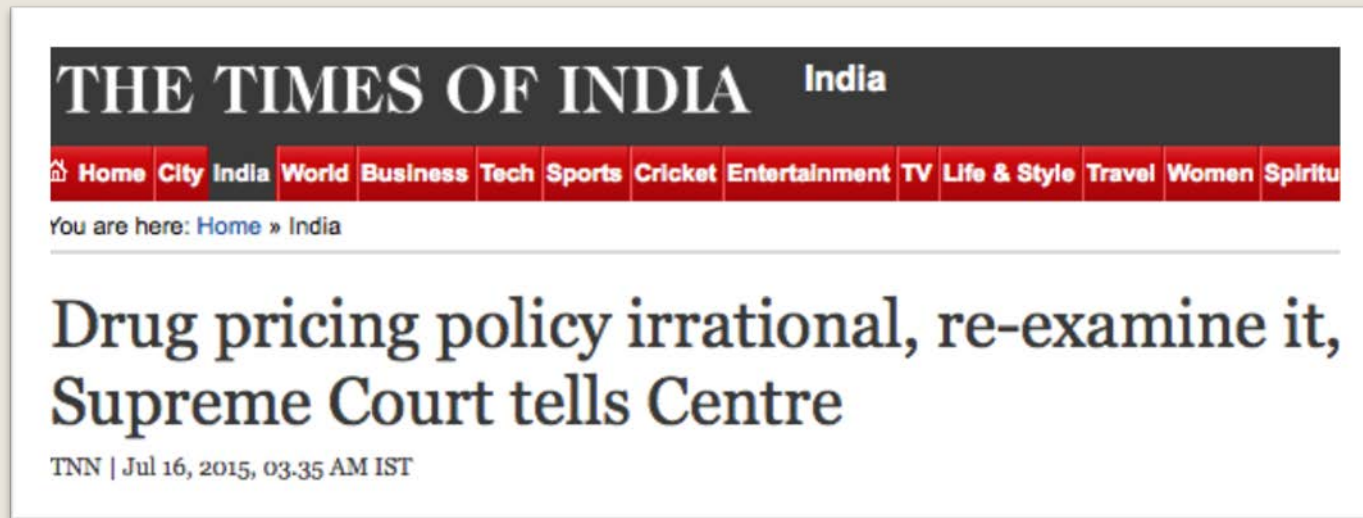 THE TIMES OF INDIA India
Home City India World Business Tech Sports Cricket Entertainment TV Life & Style Travel Women Spiritu
You are here: Home » India
Drug pricing policy irrational, re-examine it,
Supreme Court tells Centre
TNN | Jul 16, 2015, 03.35 AM IST